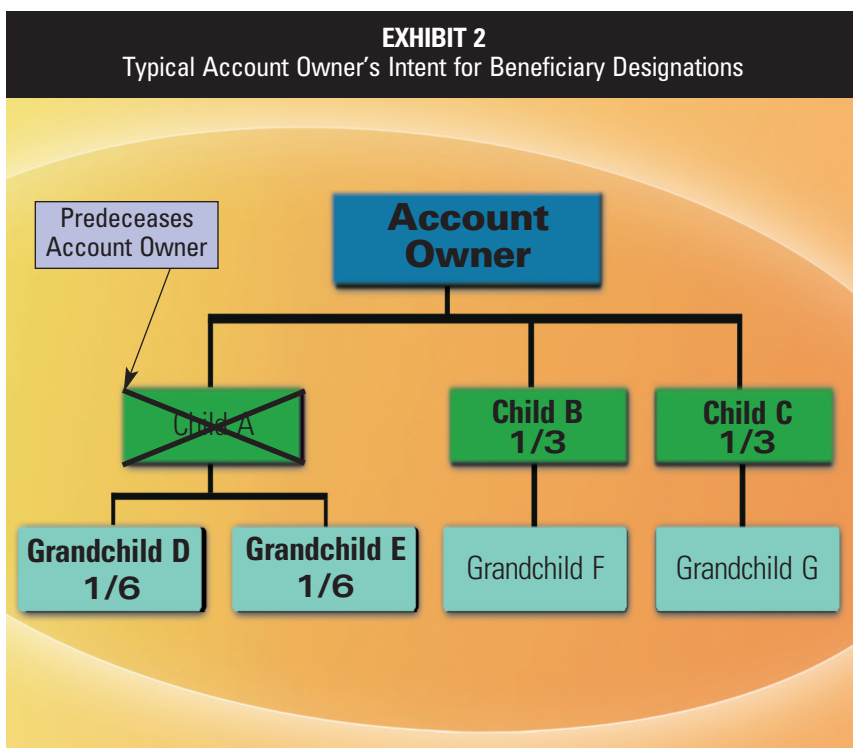 EXHIBIT 2
Typical Account Owner's Intent for Beneficiary Designations
Predeceases
Account Owner
Account
Owner
Child A
Child B
1/3
Child C
1/3
Grandchild D
1/6
Grandchild E
1/6
Grandchild F
Grandchild G